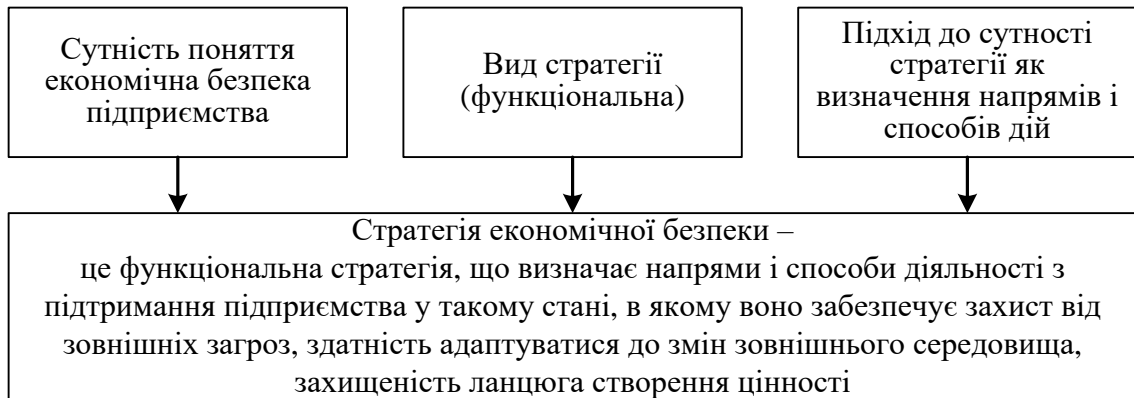 Сутність поняття
економічна безпека
підприємства
Вид стратегії
(функціональна)
Підхід до сутності
стратегії як
визначення напрямів і
способів дій
Стратегія економічної безпеки –
це функціональна стратегія, що визначає напрями і способи діяльності з
підтримання підприємства у такому стані, в якому воно забезпечує захист від
зовнішніх загроз, здатність адаптуватися до змін зовнішнього середовища,
захищеність ланцюга створення цінності